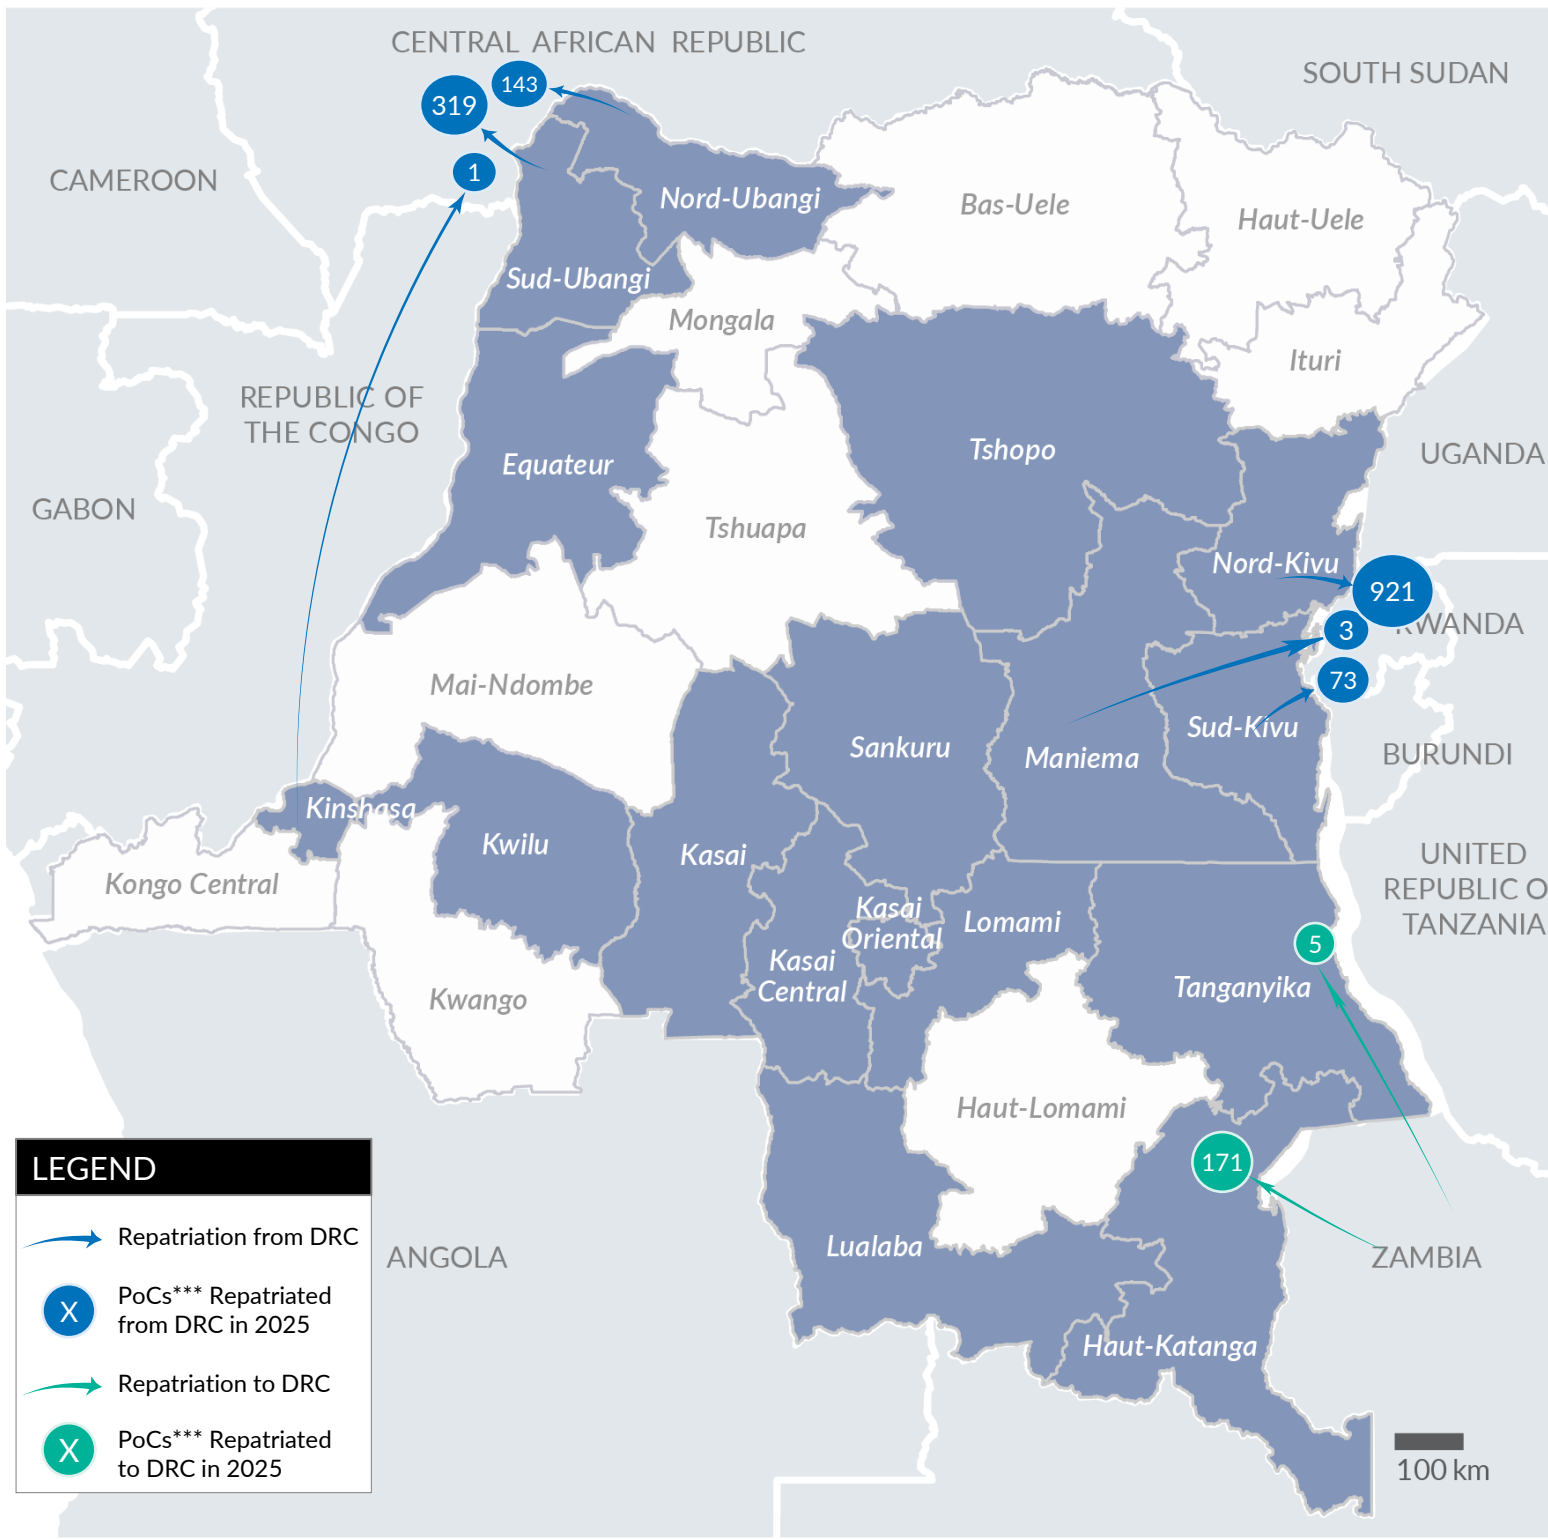 CENTRAL AFRICAN REPUBLIC
SOUTH SUDAN
143
319
1
CAMEROON
Nord-Ubangi
Bas-Uele
Haut-Uele
Sud-Ubangi
Mongala
Ituri
REPUBLIC OF
THE CONGO
Equateur
Tshopo
UGANDA
GABON
Tshuapa
Nord-Kivu
921
3
RWANDA
73
Mai-Ndombe
Sankuru
Maniema
Sud-Kivu
BURUNDI
Kinshasa
Kwilu
Kasai
UNITED
REPUBLIC O
TANZANIA
Kongo Central
Kasai
Oriental
Lomami
5
Kasai
Central
Tanganyika
Kwango
Haut-Lomami
171
Lualaba
ANGOLA
ZAMBIA
Haut-Katanga
LEGEND
Repatriation from DRC
X
PoCs*** Repatriated
from DRC in 2025
Repatriation to DRC
X
PoCs*** Repatriated
to DRC in 2025
100 km